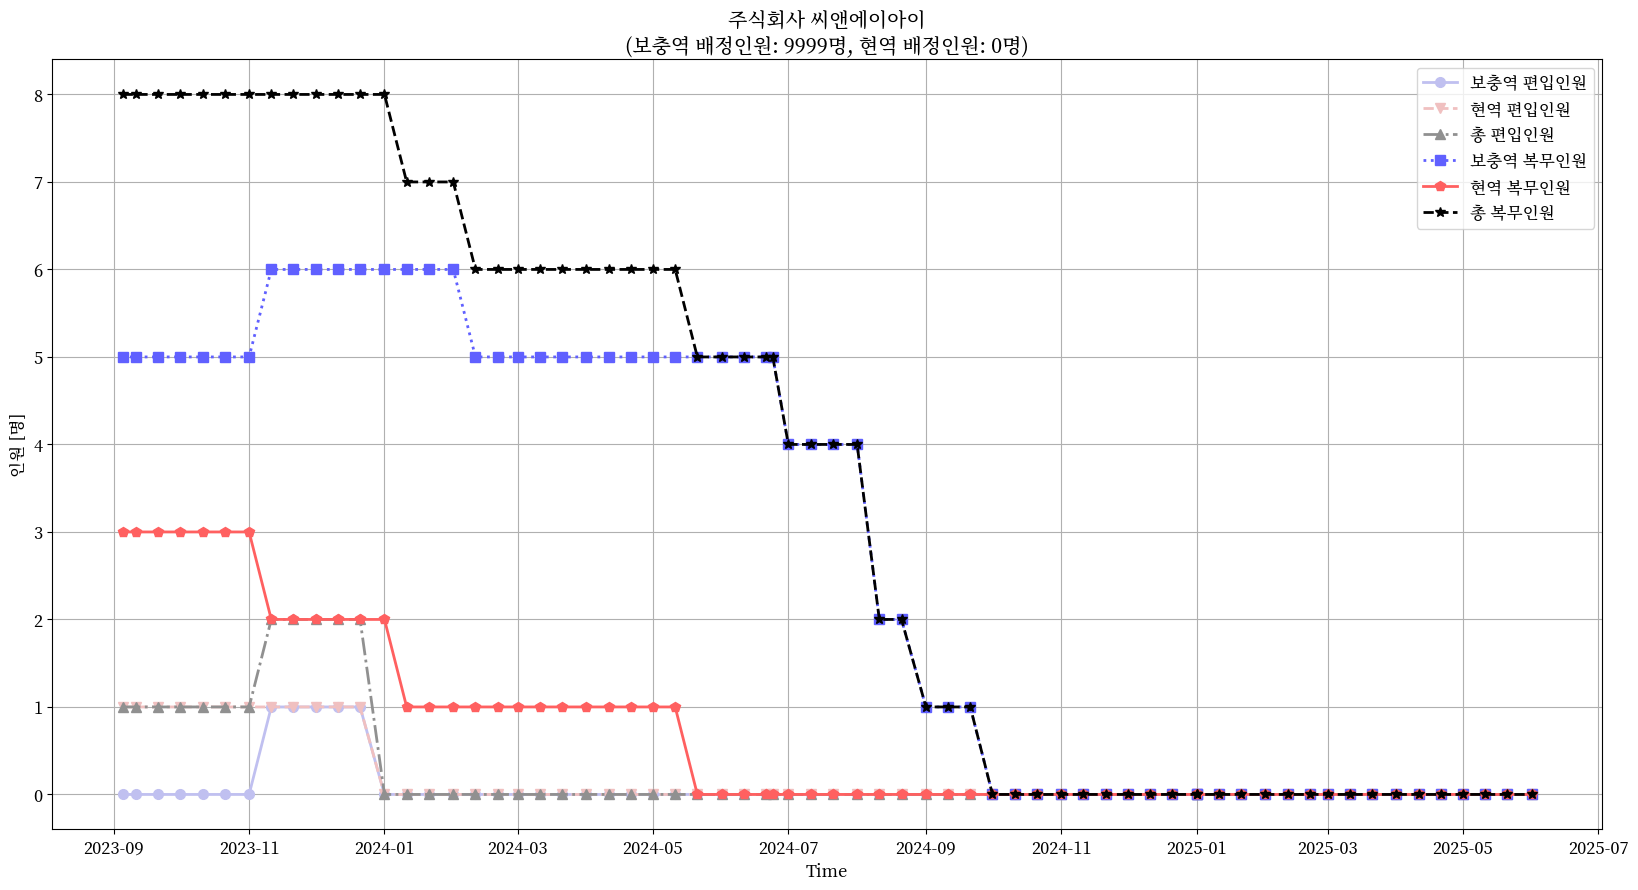 주식회사 씨앤에이아이
(보충역 배정인원: 9999명, 현역 배정인원: 0명)
보충역 편입인원
현역 편입인원
총 편입인원
보충역 복무인원
현역 복무인원
총 복무인원
인원 [명]
8
7
6
5
4
3
2
1
0
2023-09 2023-11 2024-01 2024-03 2024-05 2024-07 2024-09 2024-11 2025-01 2025-03 2025-05 2025-07
Time